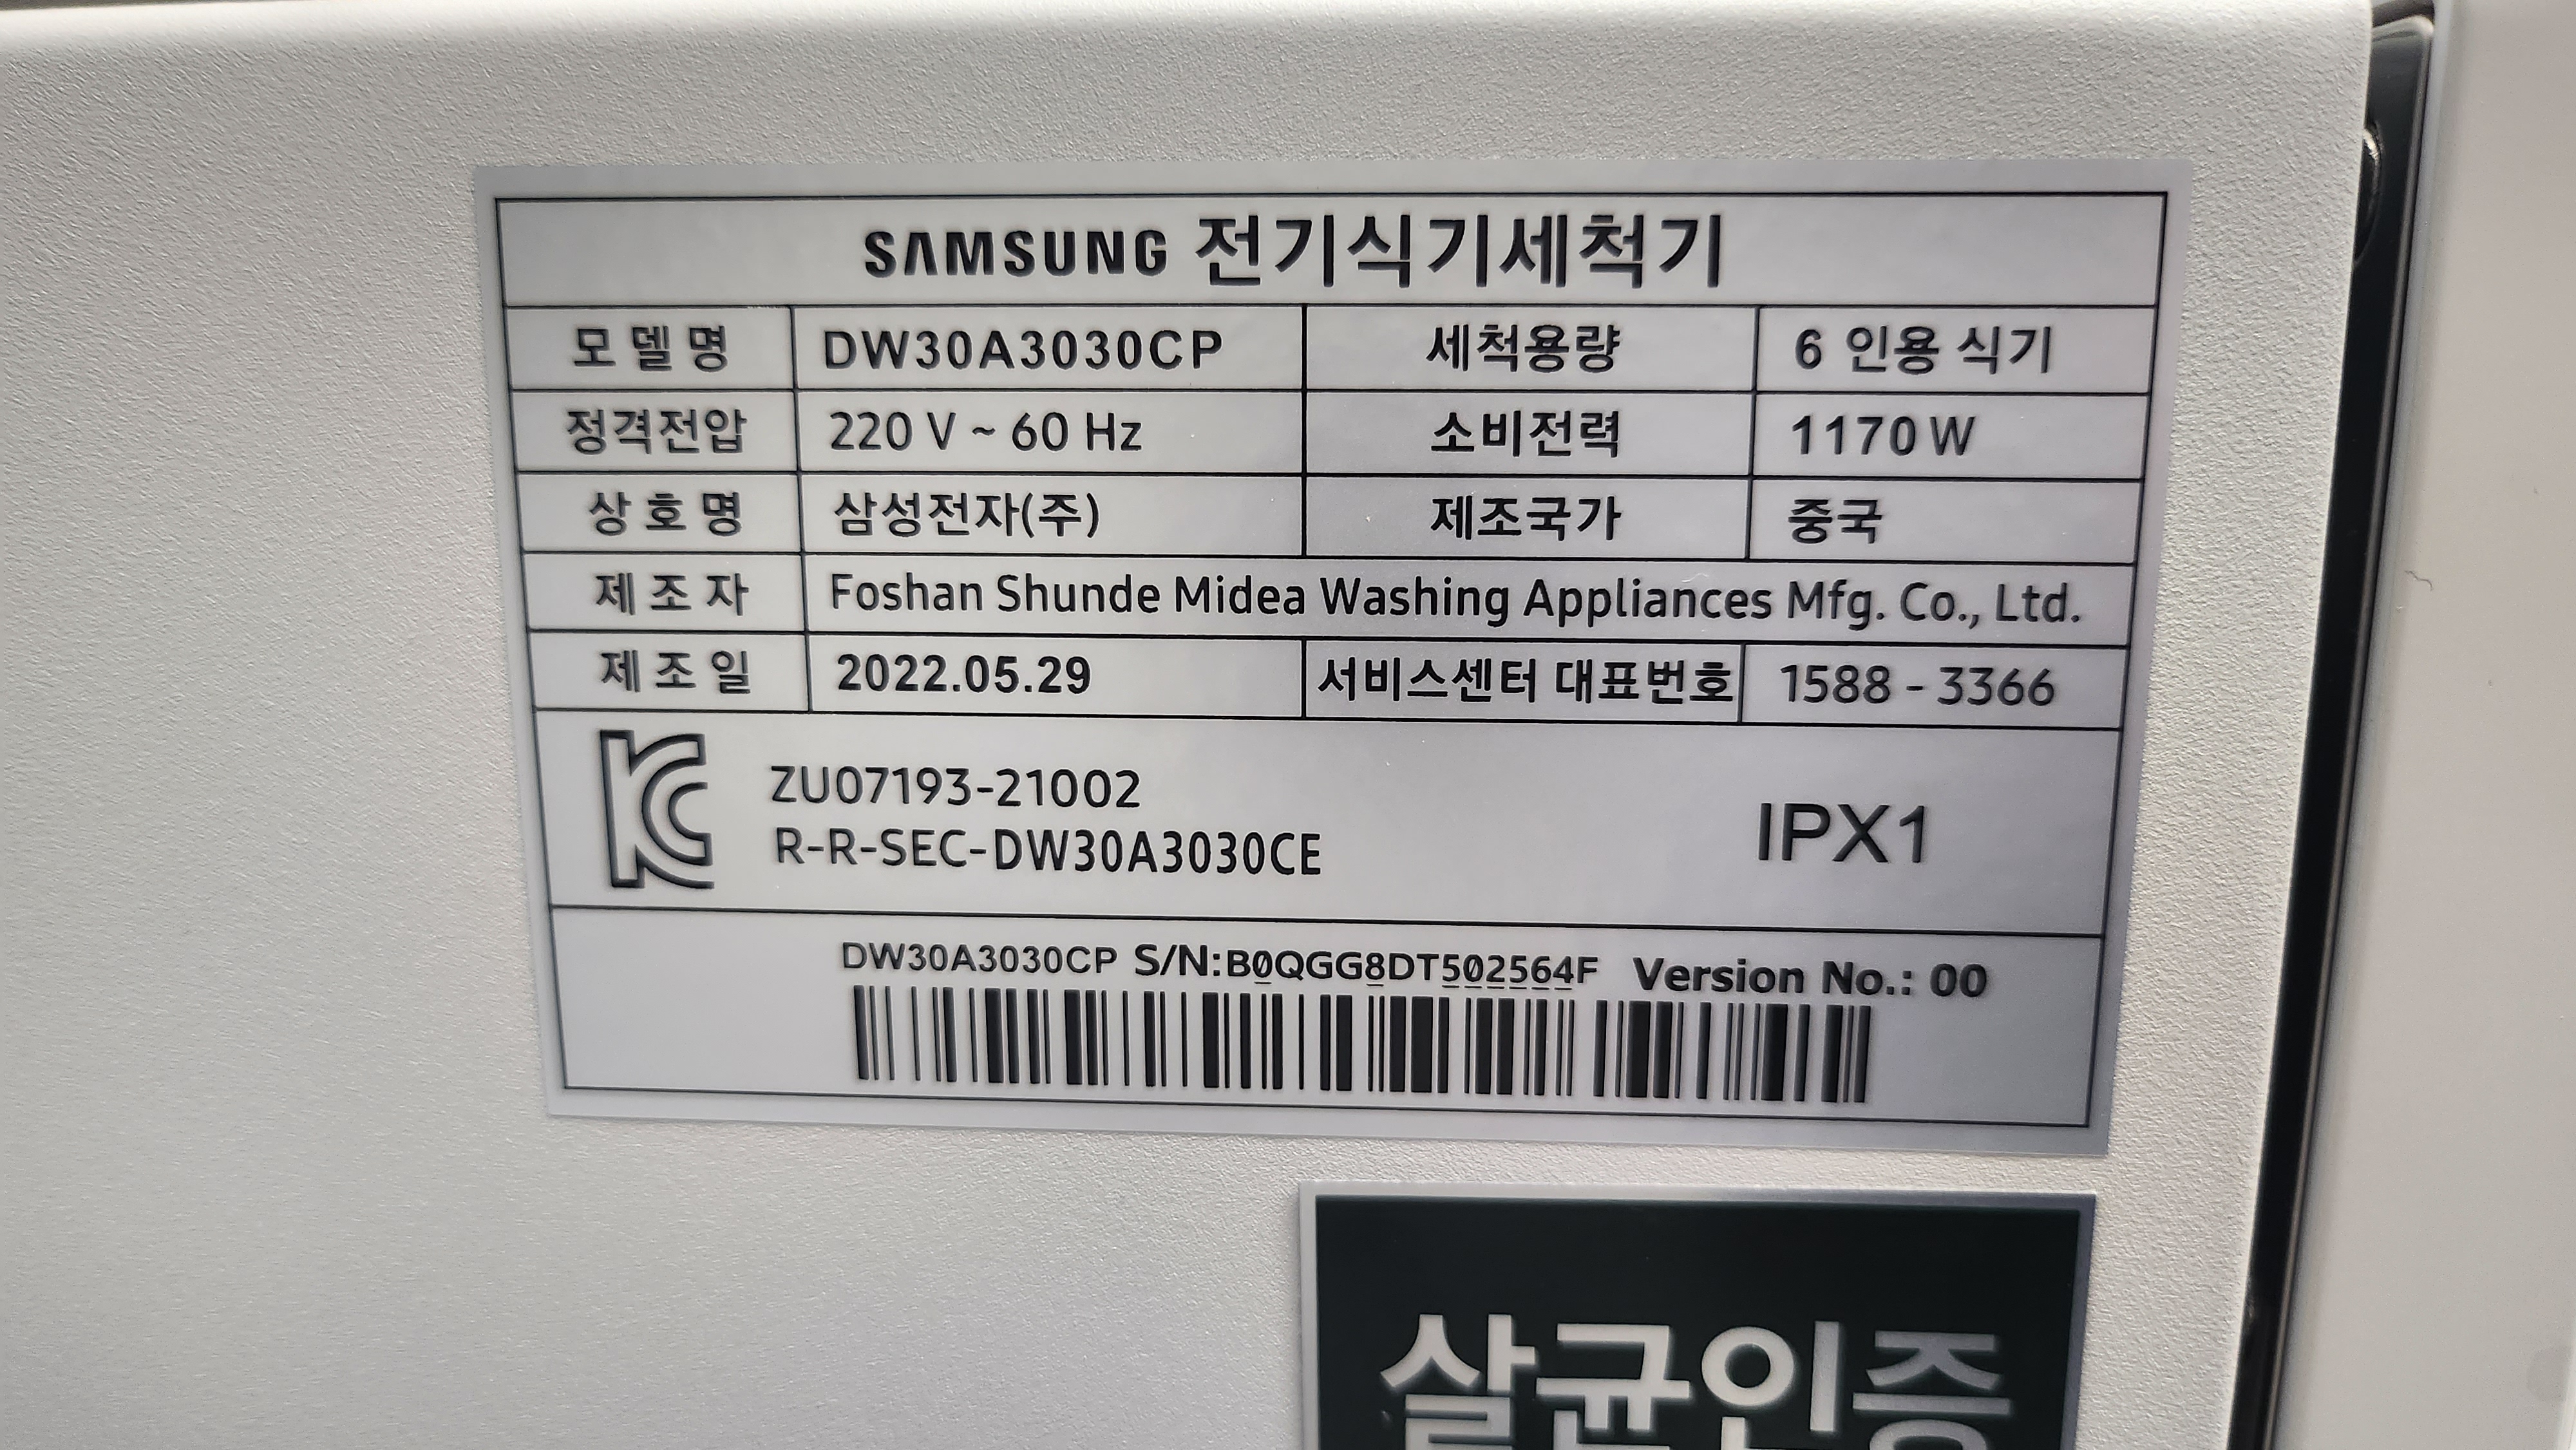 SAMSUNG 전기식기세척기
모델명 DW30A3030CP 세척용량 6 인용 식기
정격전압 220 V ~ 60 Hz 소비전력 1170 W
상호명 삼성전자(주) 제조국가 중국
제조자 Foshan Shunde Midea Washing Appliances Mfg. Co., Ltd.
제조일 2022.05.29 서비스센터 대표번호 1588 - 3366
ZU07193-21002
R-R-SEC-DW30A3030CE
IPX1
DW30A3030CP S/N:B0QGG8DT502564F Version No.: 00
살균인증